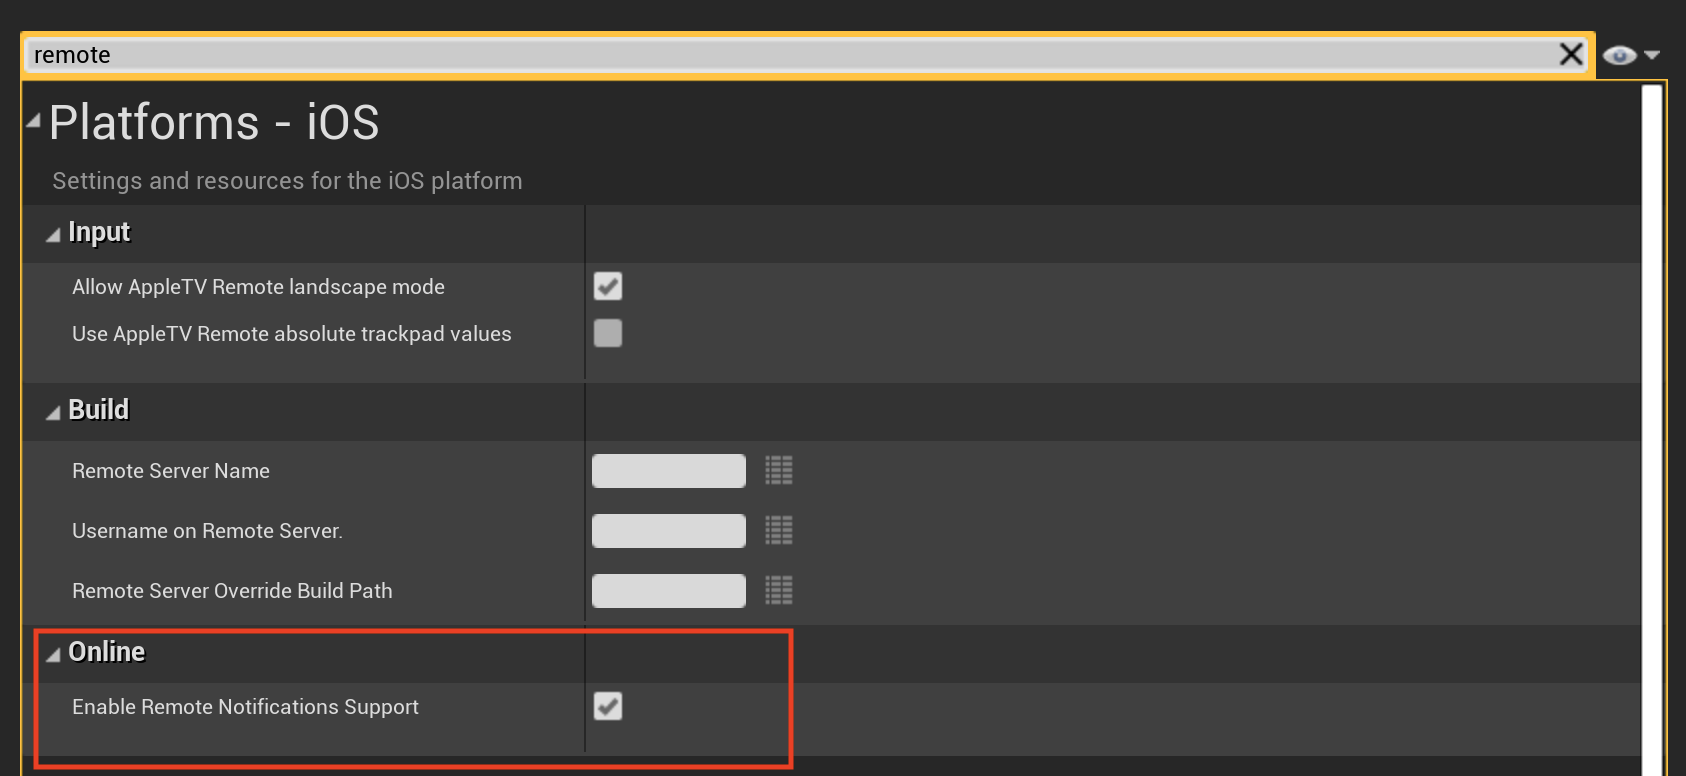 remote
Platforms - iOS
Settings and resources for the iOS platform
Input
Allow AppleTV Remote landscape mode
Use AppleTV Remote absolute trackpad values
Build
Remote Server Name
Username on Remote Server.
Remote Server Override Build Path
Online
Enable Remote Notifications Support